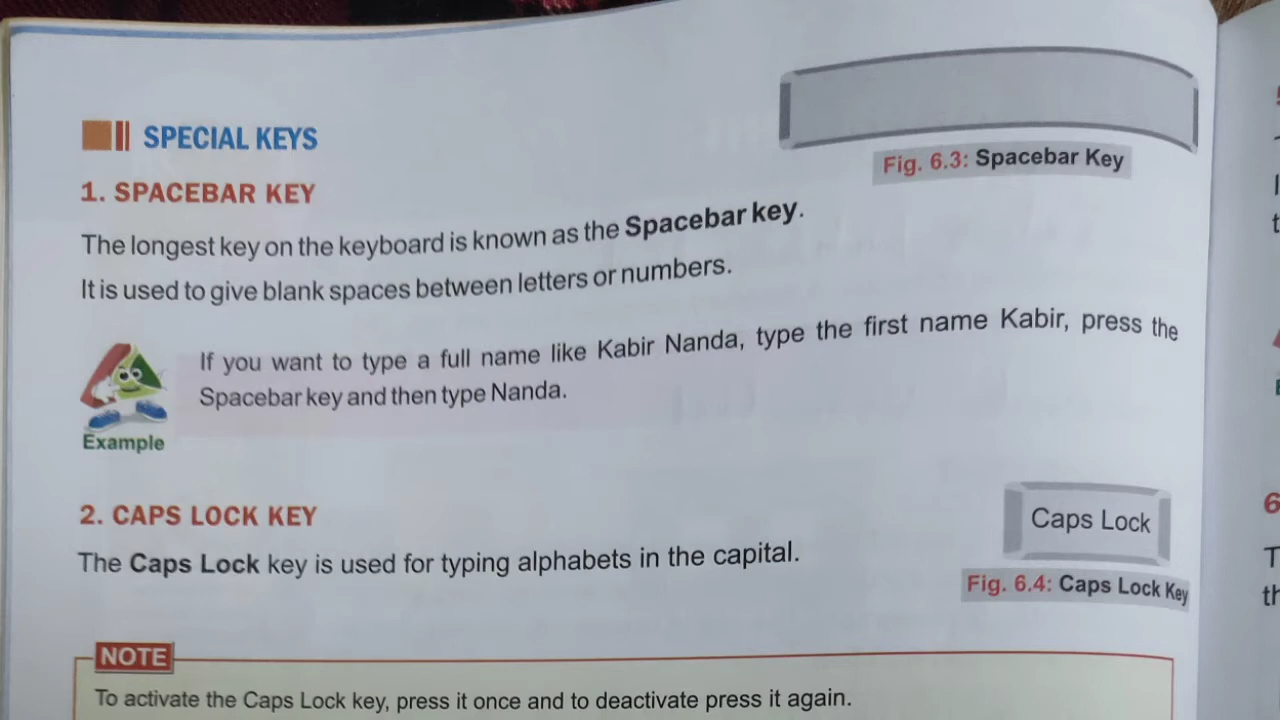 SPECIAL KEYS
Fig. 6.3: Spacebar Key
1. SPACEBAR KEY
The longest key on the keyboard is known as the Spacebar key.
It is used to give blank spaces between letters or numbers.
If you want to type a full name like Kabir Nanda, type the first name Kabir, press the
Spacebar key and then type Nanda.
Example
2. CAPS LOCK KEY
Caps Lock
The Caps Lock key is used for typing alphabets in the capital.
Fig. 6.4: Caps Lock Key
NOTE
To activate the Caps Lock key, press it once and to deactivate press it again.